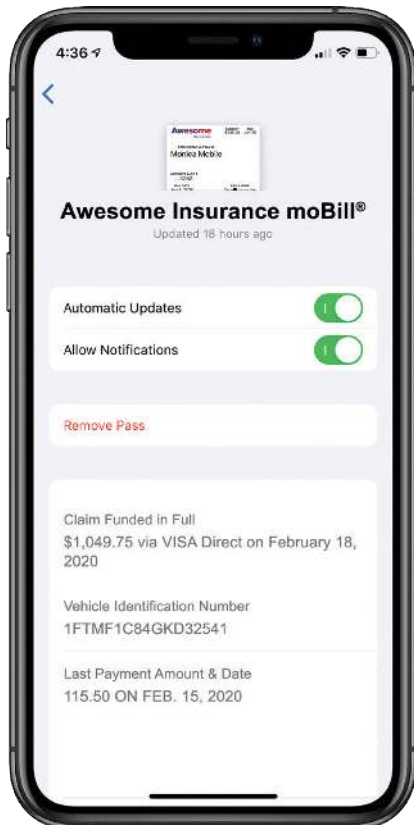 4:36
Awesome
Monica Mobile
Awesome Insurance moBill®
Updated 18 hours ago
Automatic Updates
Allow Notifications
Remove Pass
Claim Funded in Full
$1,049.75 via VISA Direct on February 18,
2020
Vehicle Identification Number
1FTMF1C84GKD32541
Last Payment Amount & Date
115.50 ON FEB. 15, 2020